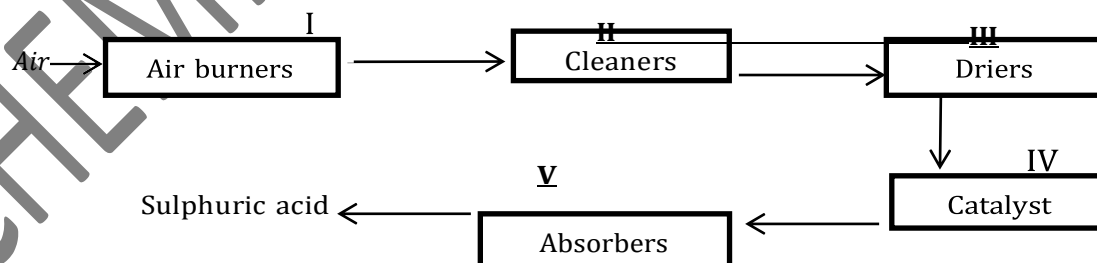 I
II
III
Air
Air burners
Cleaners
Driers
IV
V
Sulphuric acid
Catalyst
Absorbers